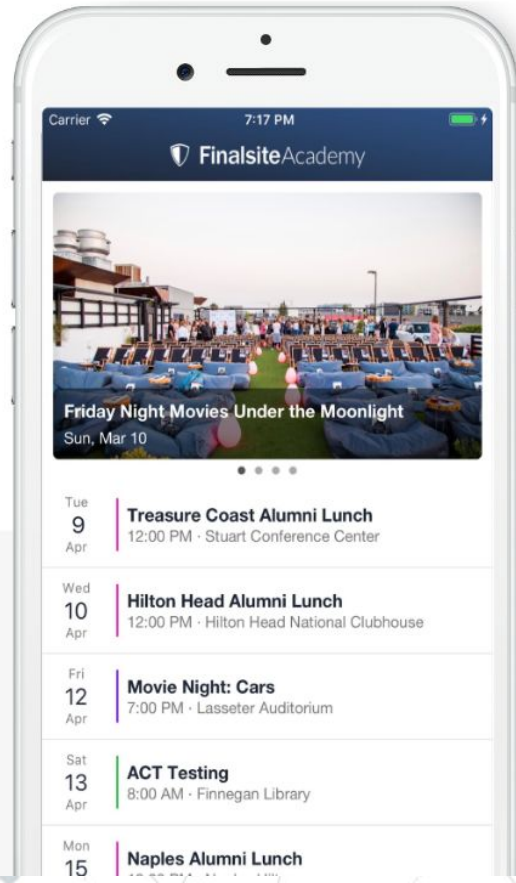 Carrier
7:17 PM
FinalsiteAcademy
Friday Night Movies Under the Moonlight
Sun, Mar 10
Tue
9
Apr
Treasure Coast Alumni Lunch
12:00 PM · Stuart Conference Center
Wed
10
Apr
Hilton Head Alumni Lunch
12:00 PM · Hilton Head National Clubhouse
Fri
12
Apr
Movie Night: Cars
7:00 PM · Lasseter Auditorium
Sat
13
Apr
ACT Testing
8:00 AM · Finnegan Library
Mon
15
Naples Alumni Lunch